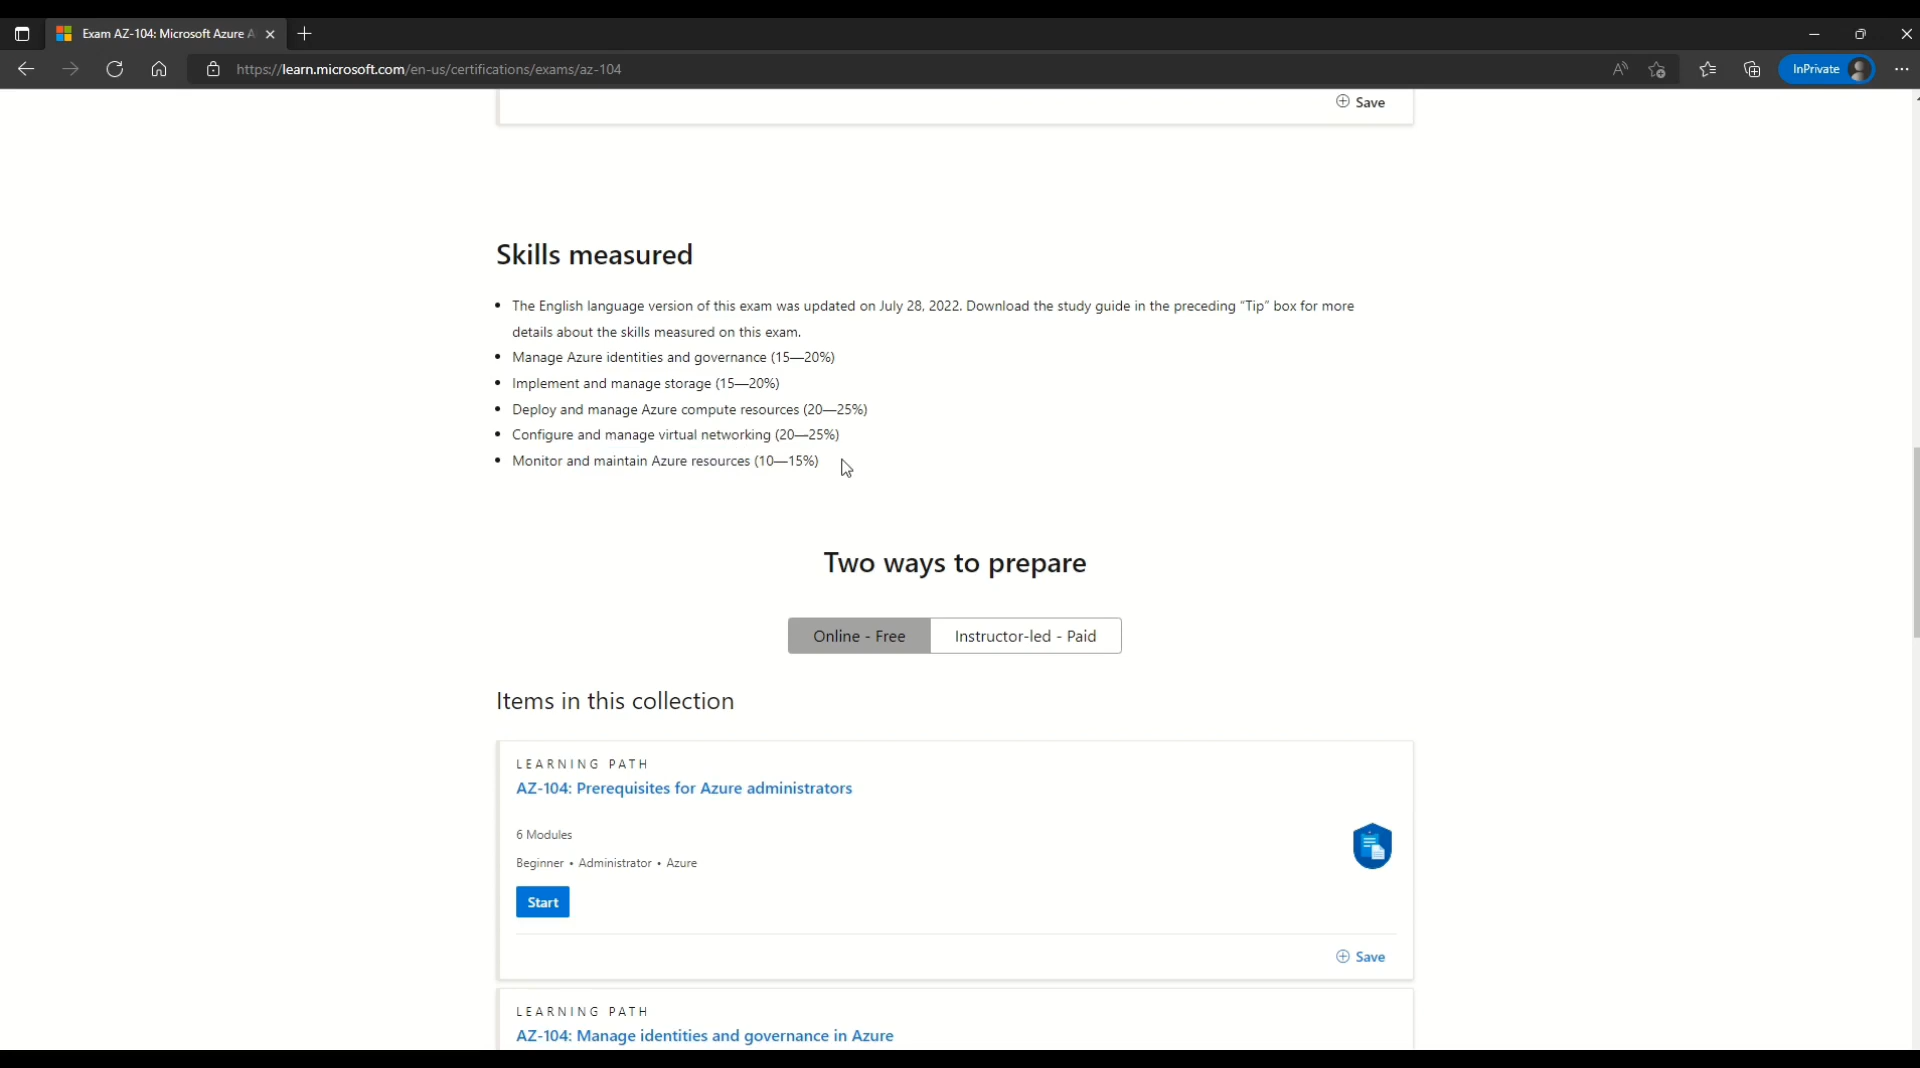 Exam AZ-104: Microsoft Azure A
https://learn.microsoft.com/en-us/certifications/exams/az-104
InPrivate
Save
Skills measured
• The English language version of this exam was updated on July 28, 2022. Download the study guide in the preceding “Tip” box for more
details about the skills measured on this exam.
• Manage Azure identities and governance (15—20%)
• Implement and manage storage (15—20%)
• Deploy and manage Azure compute resources (20—25%)
• Configure and manage virtual networking (20—25%)
• Monitor and maintain Azure resources (10—15%)
Two ways to prepare
Online - Free Instructor-led - Paid
Items in this collection
LEARNING PATH
AZ-104: Prerequisites for Azure administrators
6 Modules
Beginner • Administrator • Azure
Start
Save
LEARNING PATH
AZ-104: Manage identities and governance in Azure